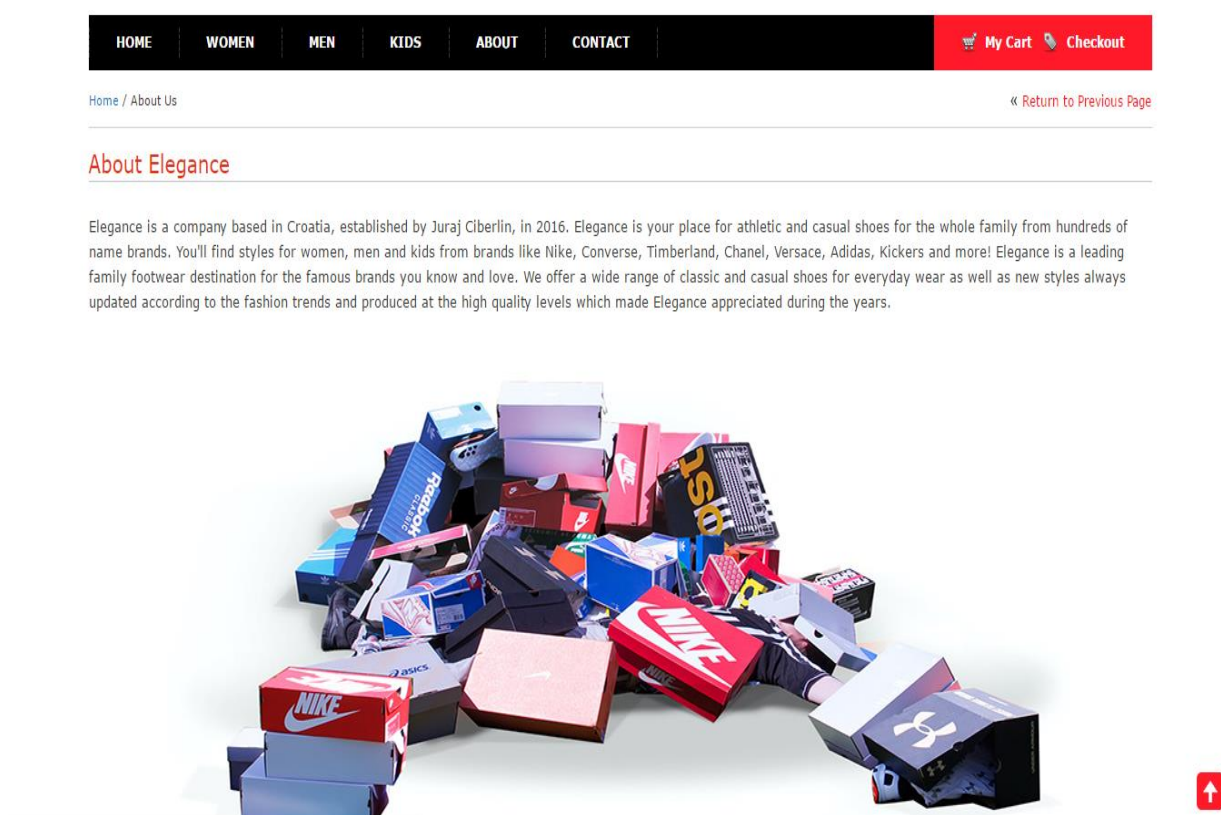 HOME WOMEN MEN KIDS ABOUT CONTACT My Cart Checkout
Home / About Us « Return to Previous Page
About Elegance
Elegance is a company based in Croatia, established by Juraj Ciberlin, in 2016. Elegance is your place for athletic and casual shoes for the whole family from hundreds of
name brands. You'll find styles for women, men and kids from brands like Nike, Converse, Timberland, Chanel, Versace, Adidas, Kickers and more! Elegance is a leading
family footwear destination for the famous brands you know and love. We offer a wide range of classic and casual shoes for everyday wear as well as new styles always
updated according to the fashion trends and produced at the high quality levels which made Elegance appreciated during the years.
Reebok
CLASSIC
NIKE
ost
NIKE
NIKE
asics
NIKE